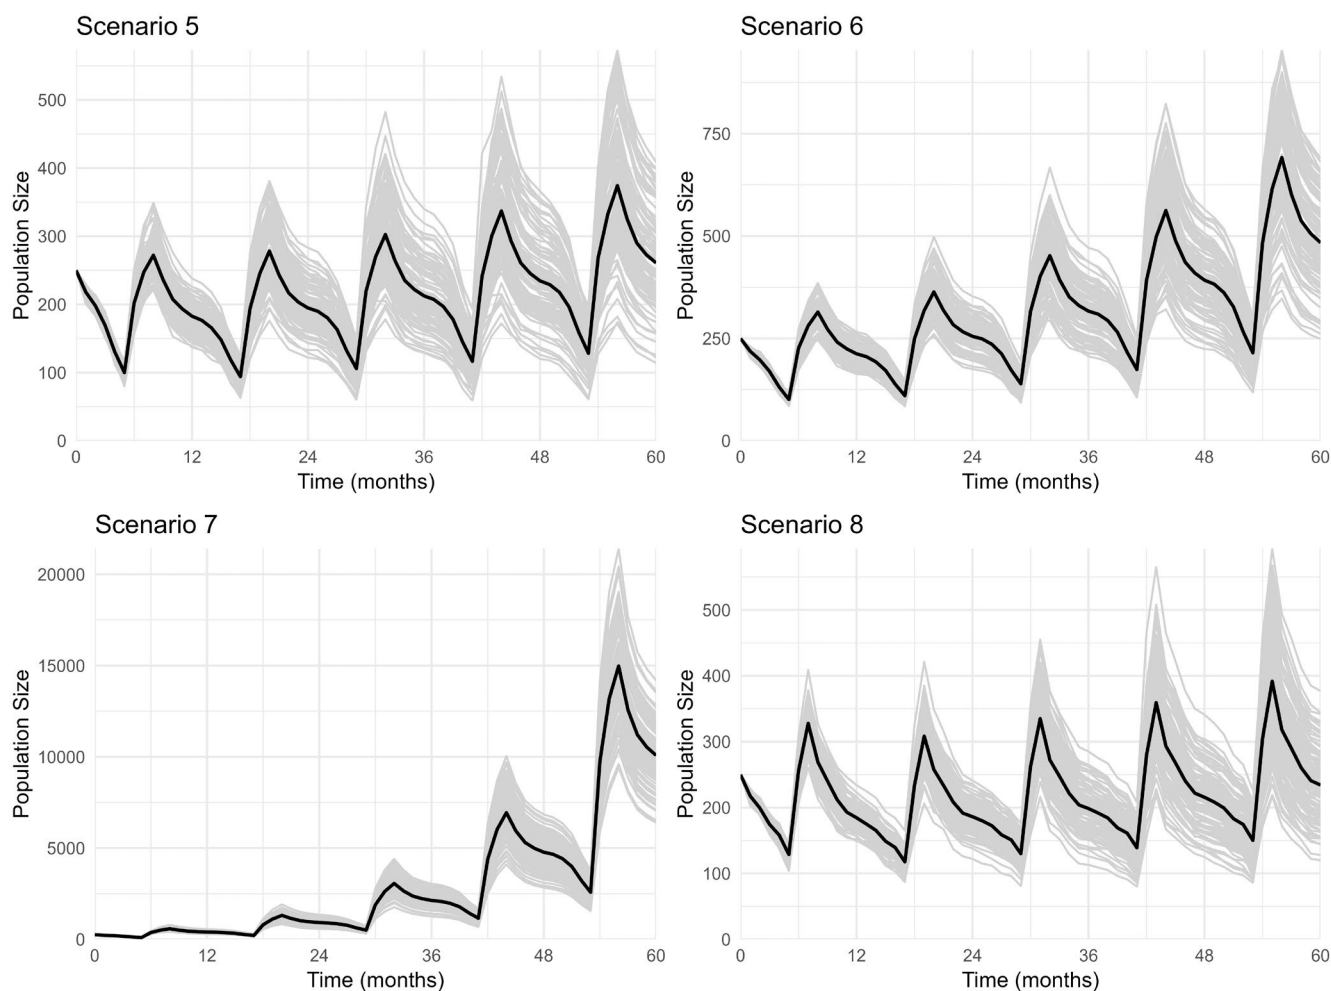 Scenario 5
Population Size
500
400
300
200
100
0
0 12 24 36 48 60
Time (months)
Scenario 6
Population Size
750
500
250
0
0 12 24 36 48 60
Time (months)
Scenario 7
Population Size
20000
15000
10000
5000
0
0 12 24 36 48 60
Time (months)
Scenario 8
Population Size
500
400
300
200
100
0
0 12 24 36 48 60
Time (months)